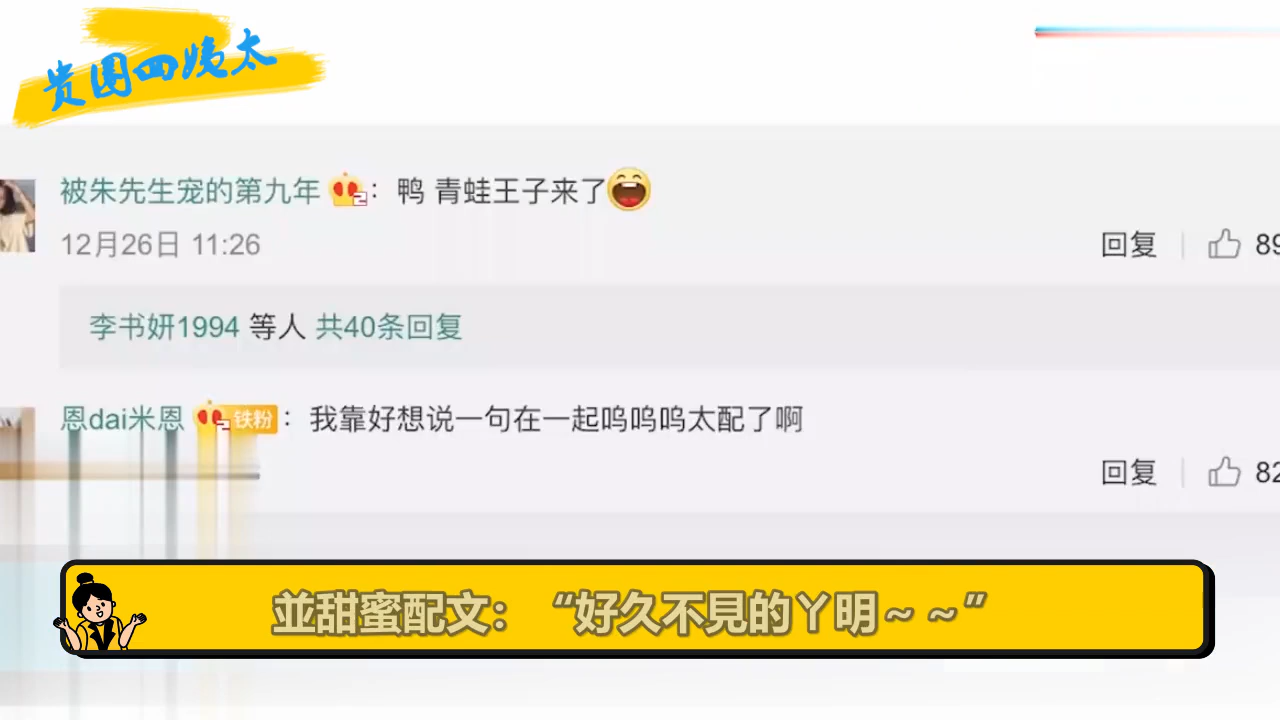 贵圈四姨太
被朱先生宠的第九年：鸭 青蛙王子来了
12月26日 11:26
回复 89
李书妍1994 等人 共40条回复
恩dai米恩 铁粉：我靠好想说一句在一起呜呜呜太配了啊
回复 82
並甜蜜配文：“好久不見的丫明～～”